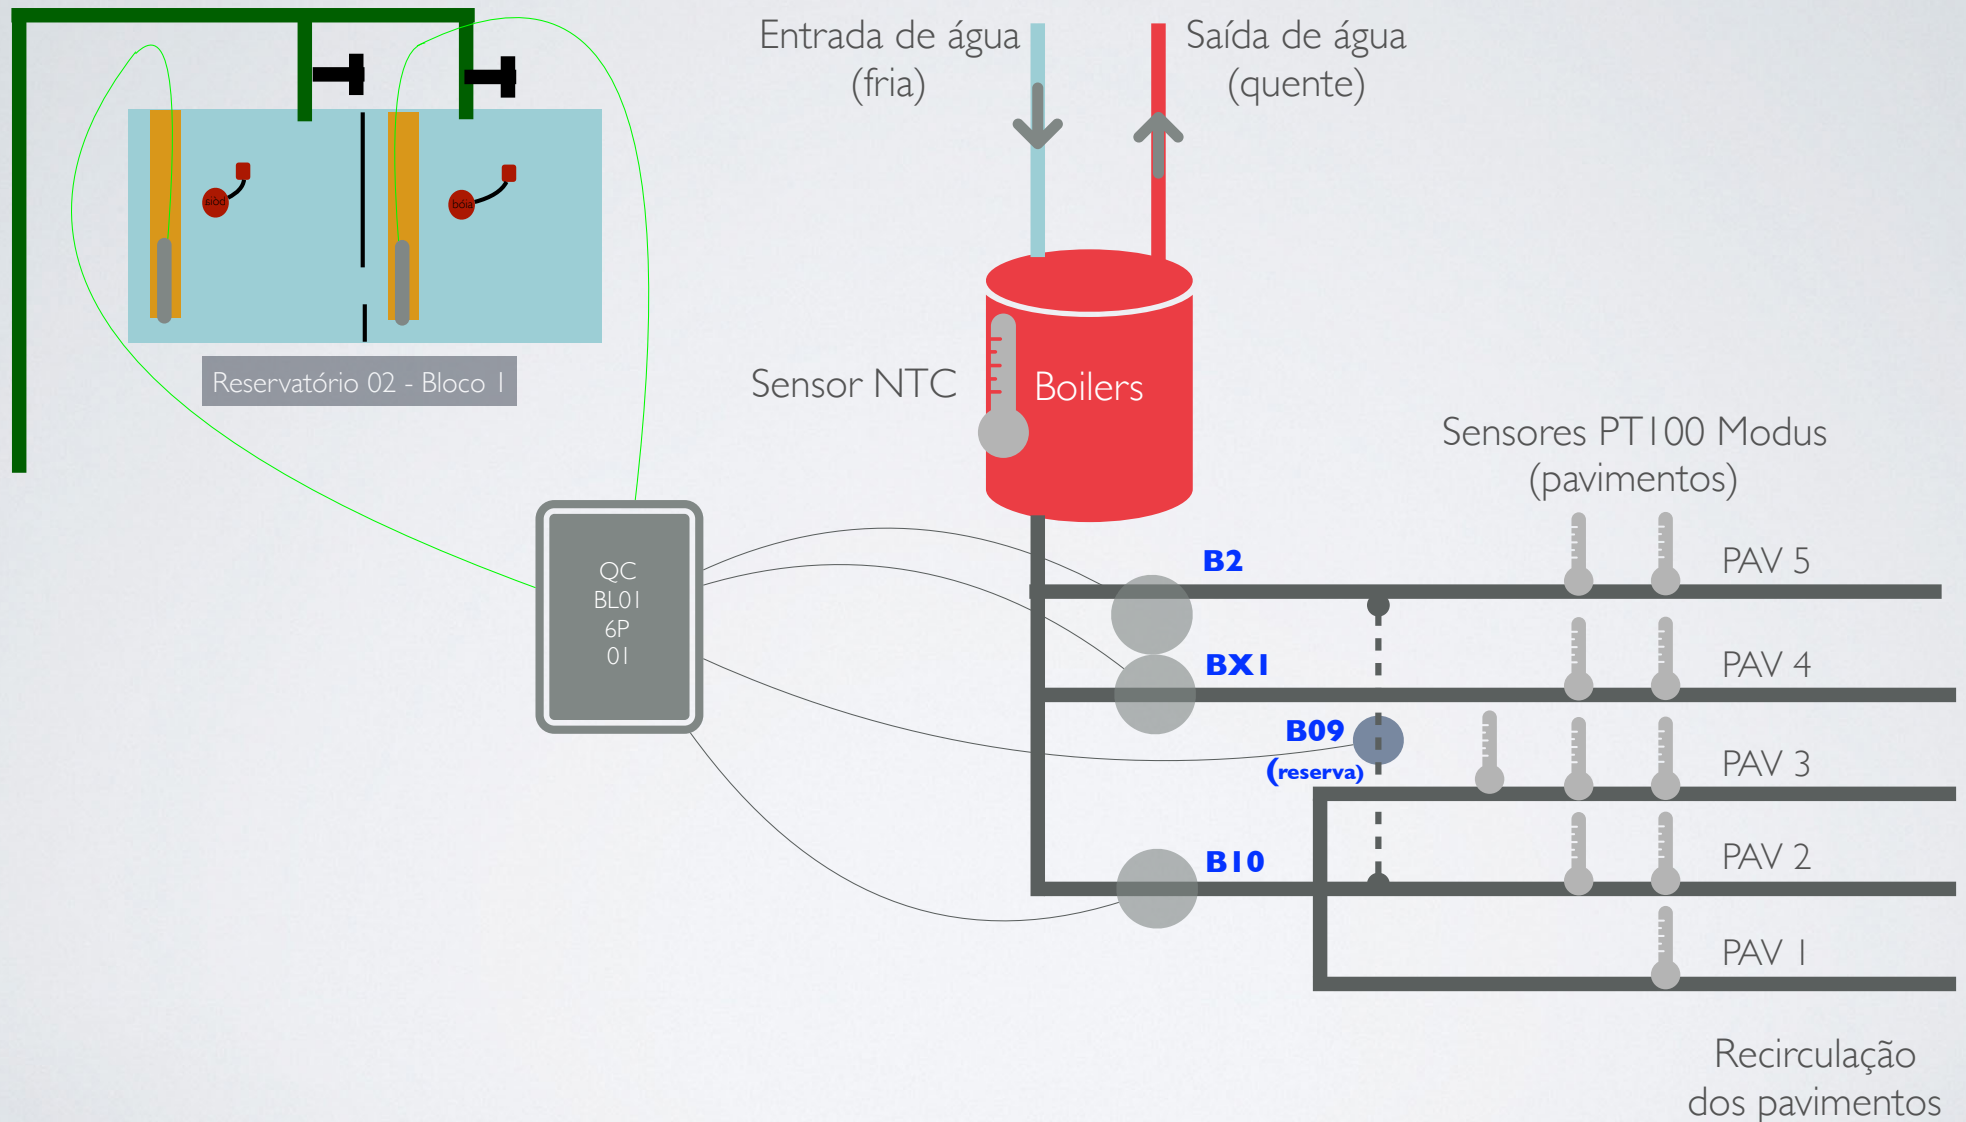 Entrada de água
(fria)
Saída de água
(quente)
bóia
bóia
Reservatório 02 - Bloco 1
Sensor NTC
Boilers
Sensores PT100 Modus
(pavimentos)
QC
BL01
6P
01
B2
PAV 5
BX1
PAV 4
B09
(reserva)
PAV 3
B10
PAV 2
PAV 1
Recirculação
dos pavimentos